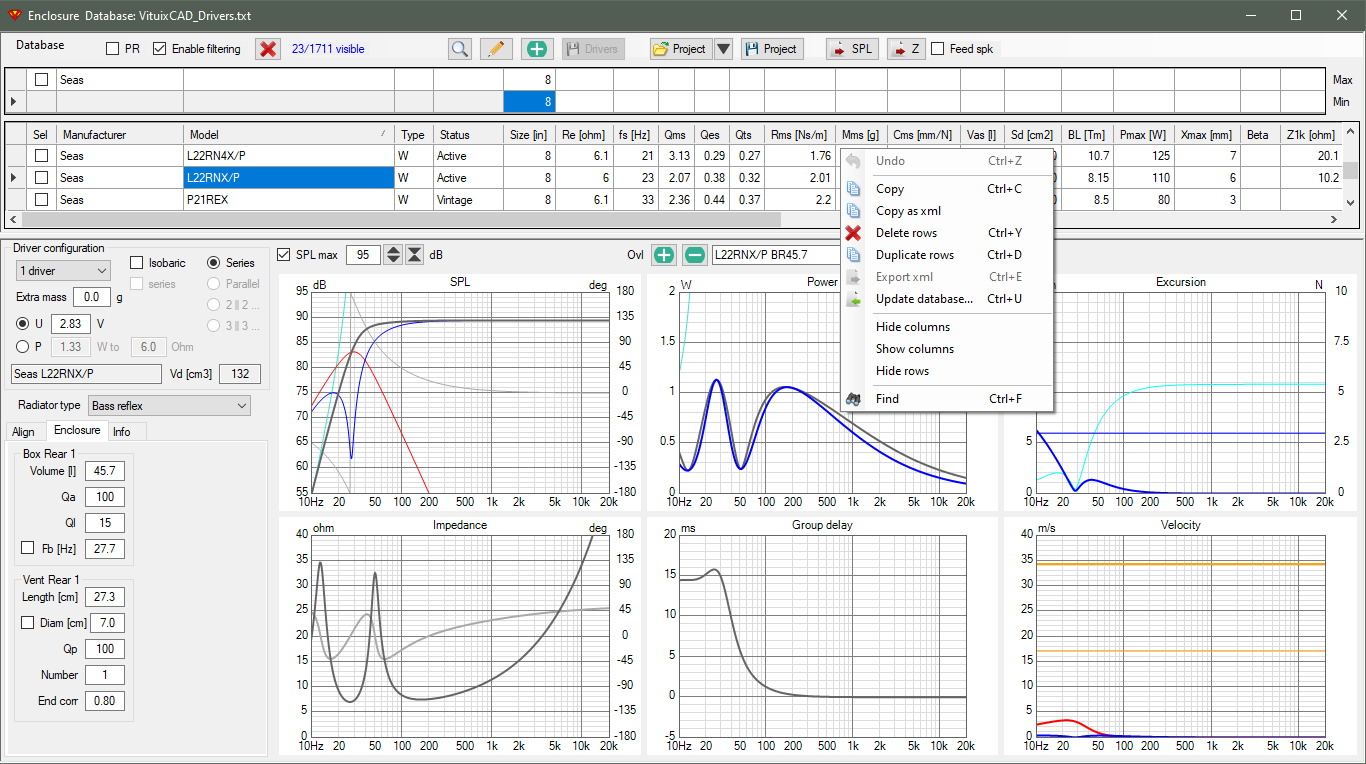 Enclosure Database: VituixCAD_Drivers.txt
Database PR Enable filtering 23/1711 visible Drivers Project Project SPL Z Feed spk
Seas 8 Max
8 Min
Sel Manufacturer Model Type Status Size [in] Re [ohm] fs [Hz] Qms Qes Qts Rms [Ns/m] Mms [g] Cms [mm/N] Vas [l] Sd [cm2] BL [Tm] Pmax [W] Xmax [mm] Beta Z1k [ohm]
Seas L22RN4X/P W Active 8 6.1 21 3.13 0.29 0.27 1.76 10.7 125 7 20.1
Seas L22RNX/P W Active 8 6 23 2.07 0.38 0.32 2.01 8.15 110 6 10.2
Seas P21REX W Vintage 8 6.1 33 2.36 0.44 0.37 2.2 8.5 80 3
Undo Ctrl+Z
Copy Ctrl+C
Copy as xml
Delete rows Ctrl+Y
Duplicate rows Ctrl+D
Export xml Ctrl+E
Update database... Ctrl+U
Hide columns
Show columns
Hide rows
Find Ctrl+F
Driver configuration
1 driver Isobaric Series
series Parallel
Extra mass 0.0 g 2 || 2 ...
U 2.83 V 3 || 3 ...
P 1.33 W to 6.0 Ohm
Seas L22RNX/P Vd [cm3] 132
Radiator type Bass reflex
Align Enclosure Info
Box Rear 1
Volume [l] 45.7
Qa 100
Ql 15
Fb [Hz] 27.7
Vent Rear 1
Length [cm] 27.3
Diam [cm] 7.0
Qp 100
Number 1
End corr 0.80
SPL max 95 dB Ovl L22RNX/P BR45.7
dB SPL deg
95 180
90 135
85 90
80 45
75 0
70 -45
65 -90
60 -135
55 -180
10Hz 20 50 100 200 500 1k 2k 5k 10k 20k
W Power
2
1.5
1
0.5
0
10Hz 20 50 100 200 500 1k 2k 5k 10k 20k
Excursion N
10
7.5
5
5 2.5
0 0
10Hz 20 50 100 200 500 1k 2k 5k 10k 20k
ohm Impedance deg
40 180
35 135
30 90
25 45
20 0
15 -45
10 -90
5 -135
0 -180
10Hz 20 50 100 200 500 1k 2k 5k 10k 20k
ms Group delay
20
15
10
5
0
-5
10Hz 20 50 100 200 500 1k 2k 5k 10k 20k
m/s Velocity
40
35
30
25
20
15
10
5
0
10Hz 20 50 100 200 500 1k 2k 5k 10k 20k